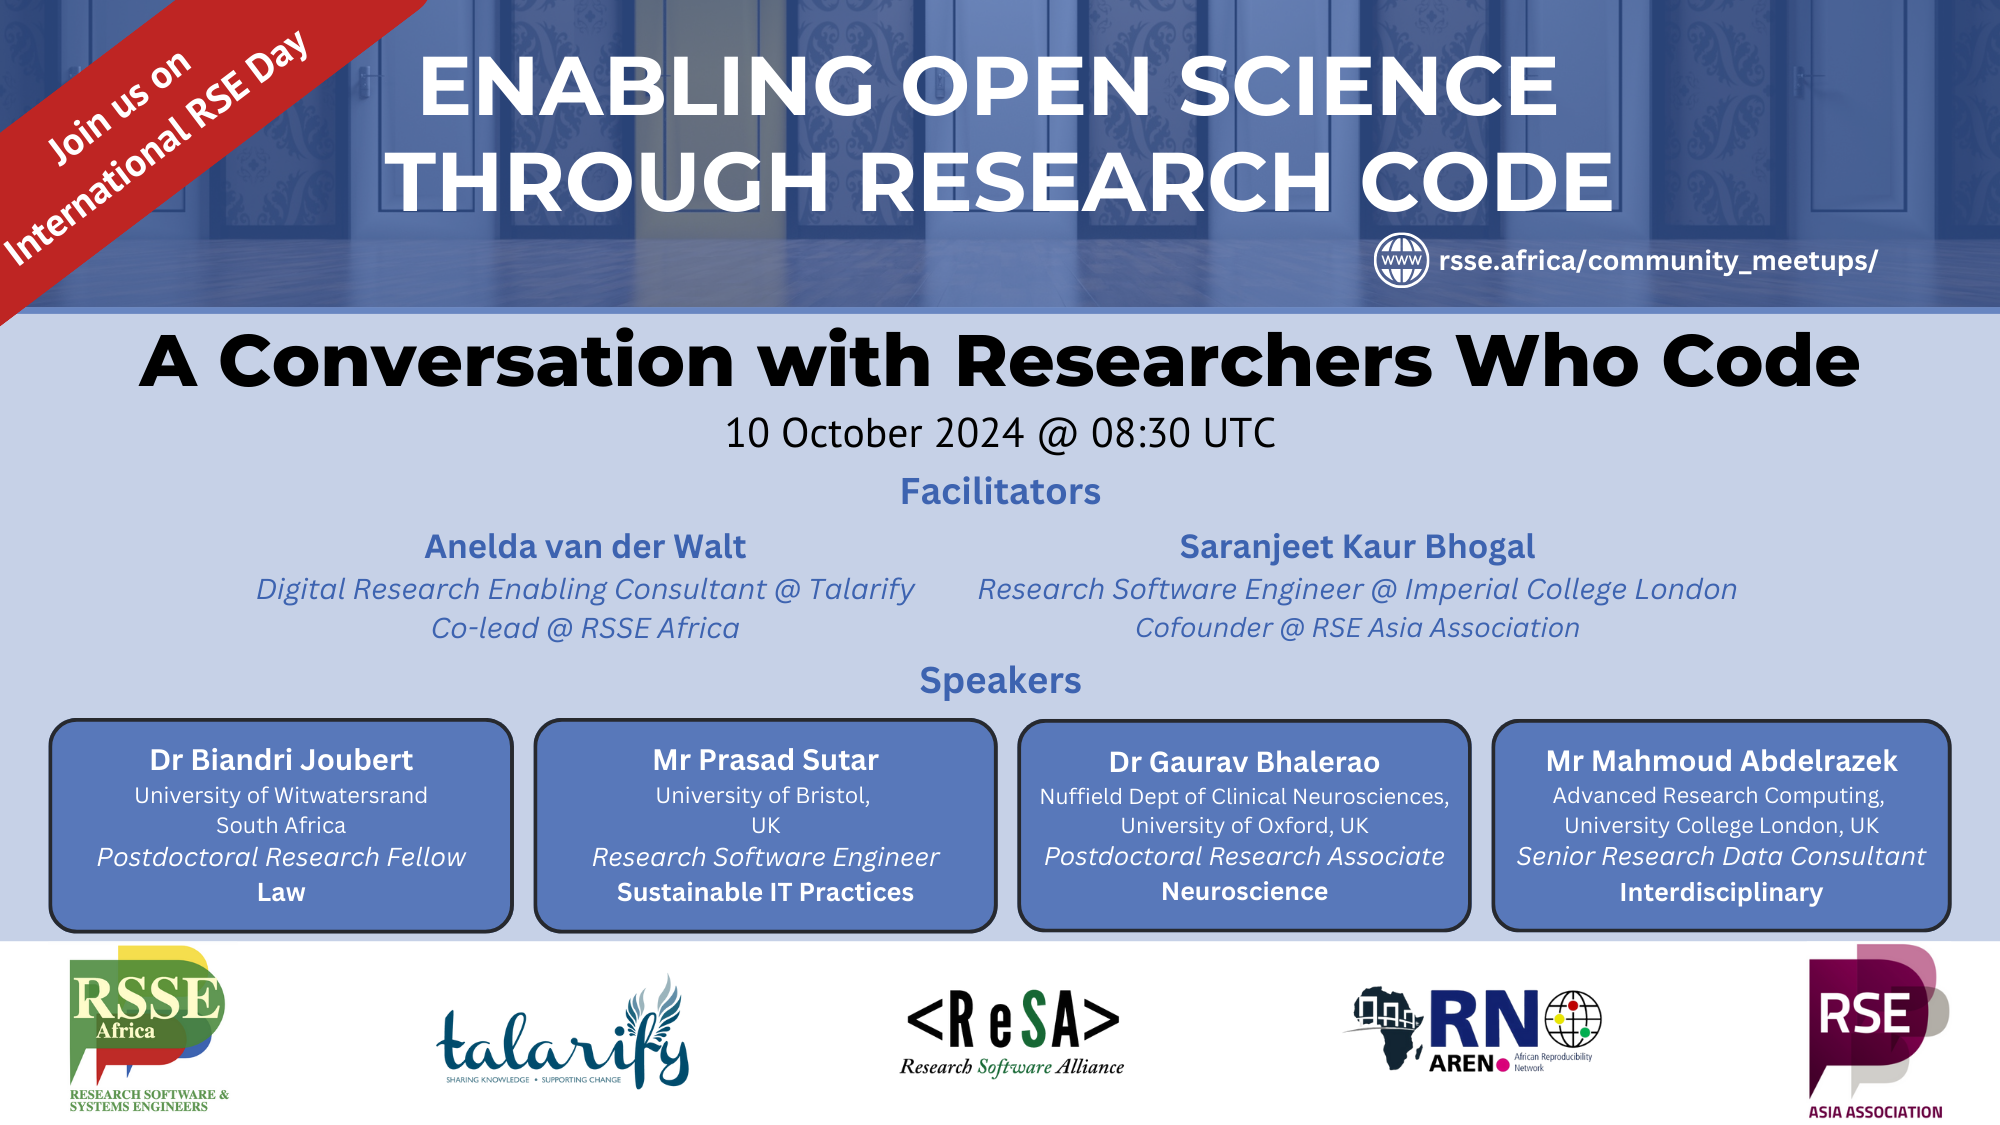 Join us on
International RSE Day
ENABLING OPEN SCIENCE
THROUGH RESEARCH CODE
www rsse.africa/community_meetups/
A Conversation with Researchers Who Code
10 October 2024 @ 08:30 UTC
Facilitators
Anelda van der Walt
Digital Research Enabling Consultant @ Talarify
Co-lead @ RSSE Africa
Saranjeet Kaur Bhogal
Research Software Engineer @ Imperial College London
Cofounder @ RSE Asia Association
Speakers
Dr Biandri Joubert
University of Witwatersrand
South Africa
Postdoctoral Research Fellow
Law
Mr Prasad Sutar
University of Bristol,
UK
Research Software Engineer
Sustainable IT Practices
Dr Gaurav Bhalerao
Nuffield Dept of Clinical Neurosciences,
University of Oxford, UK
Postdoctoral Research Associate
Neuroscience
Mr Mahmoud Abdelrazek
Advanced Research Computing,
University College London, UK
Senior Research Data Consultant
Interdisciplinary
RSSE
Africa
RESEARCH SOFTWARE &
SYSTEMS ENGINEERS
talarify
SHARING KNOWLEDGE • SUPPORTING CHANGE
<ReSA>
Research Software Alliance
RN
AREN
African Reproducibility
Network
RSE
ASIA ASSOCIATION